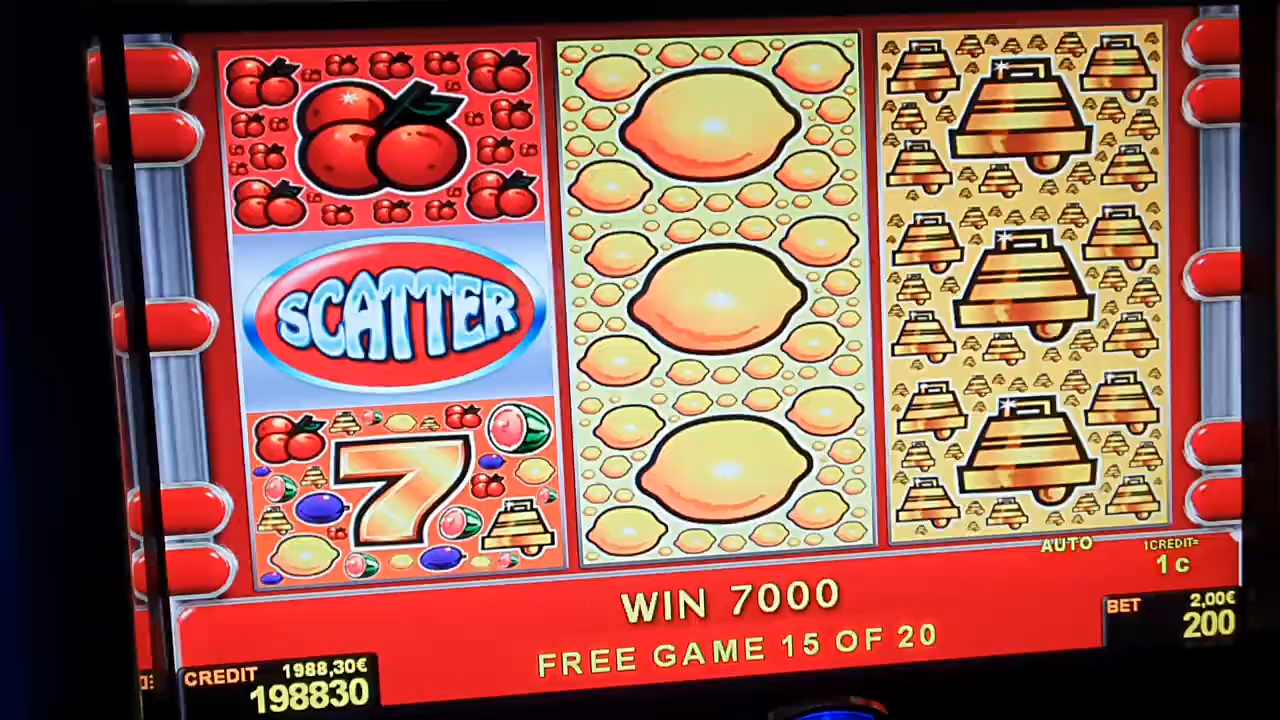 SCATTER
7
AUTO
1CREDIT=
1 c
WIN 7000
FREE GAME 15 OF 20
BET 2,00€
200
CREDIT 1988,30€
198830